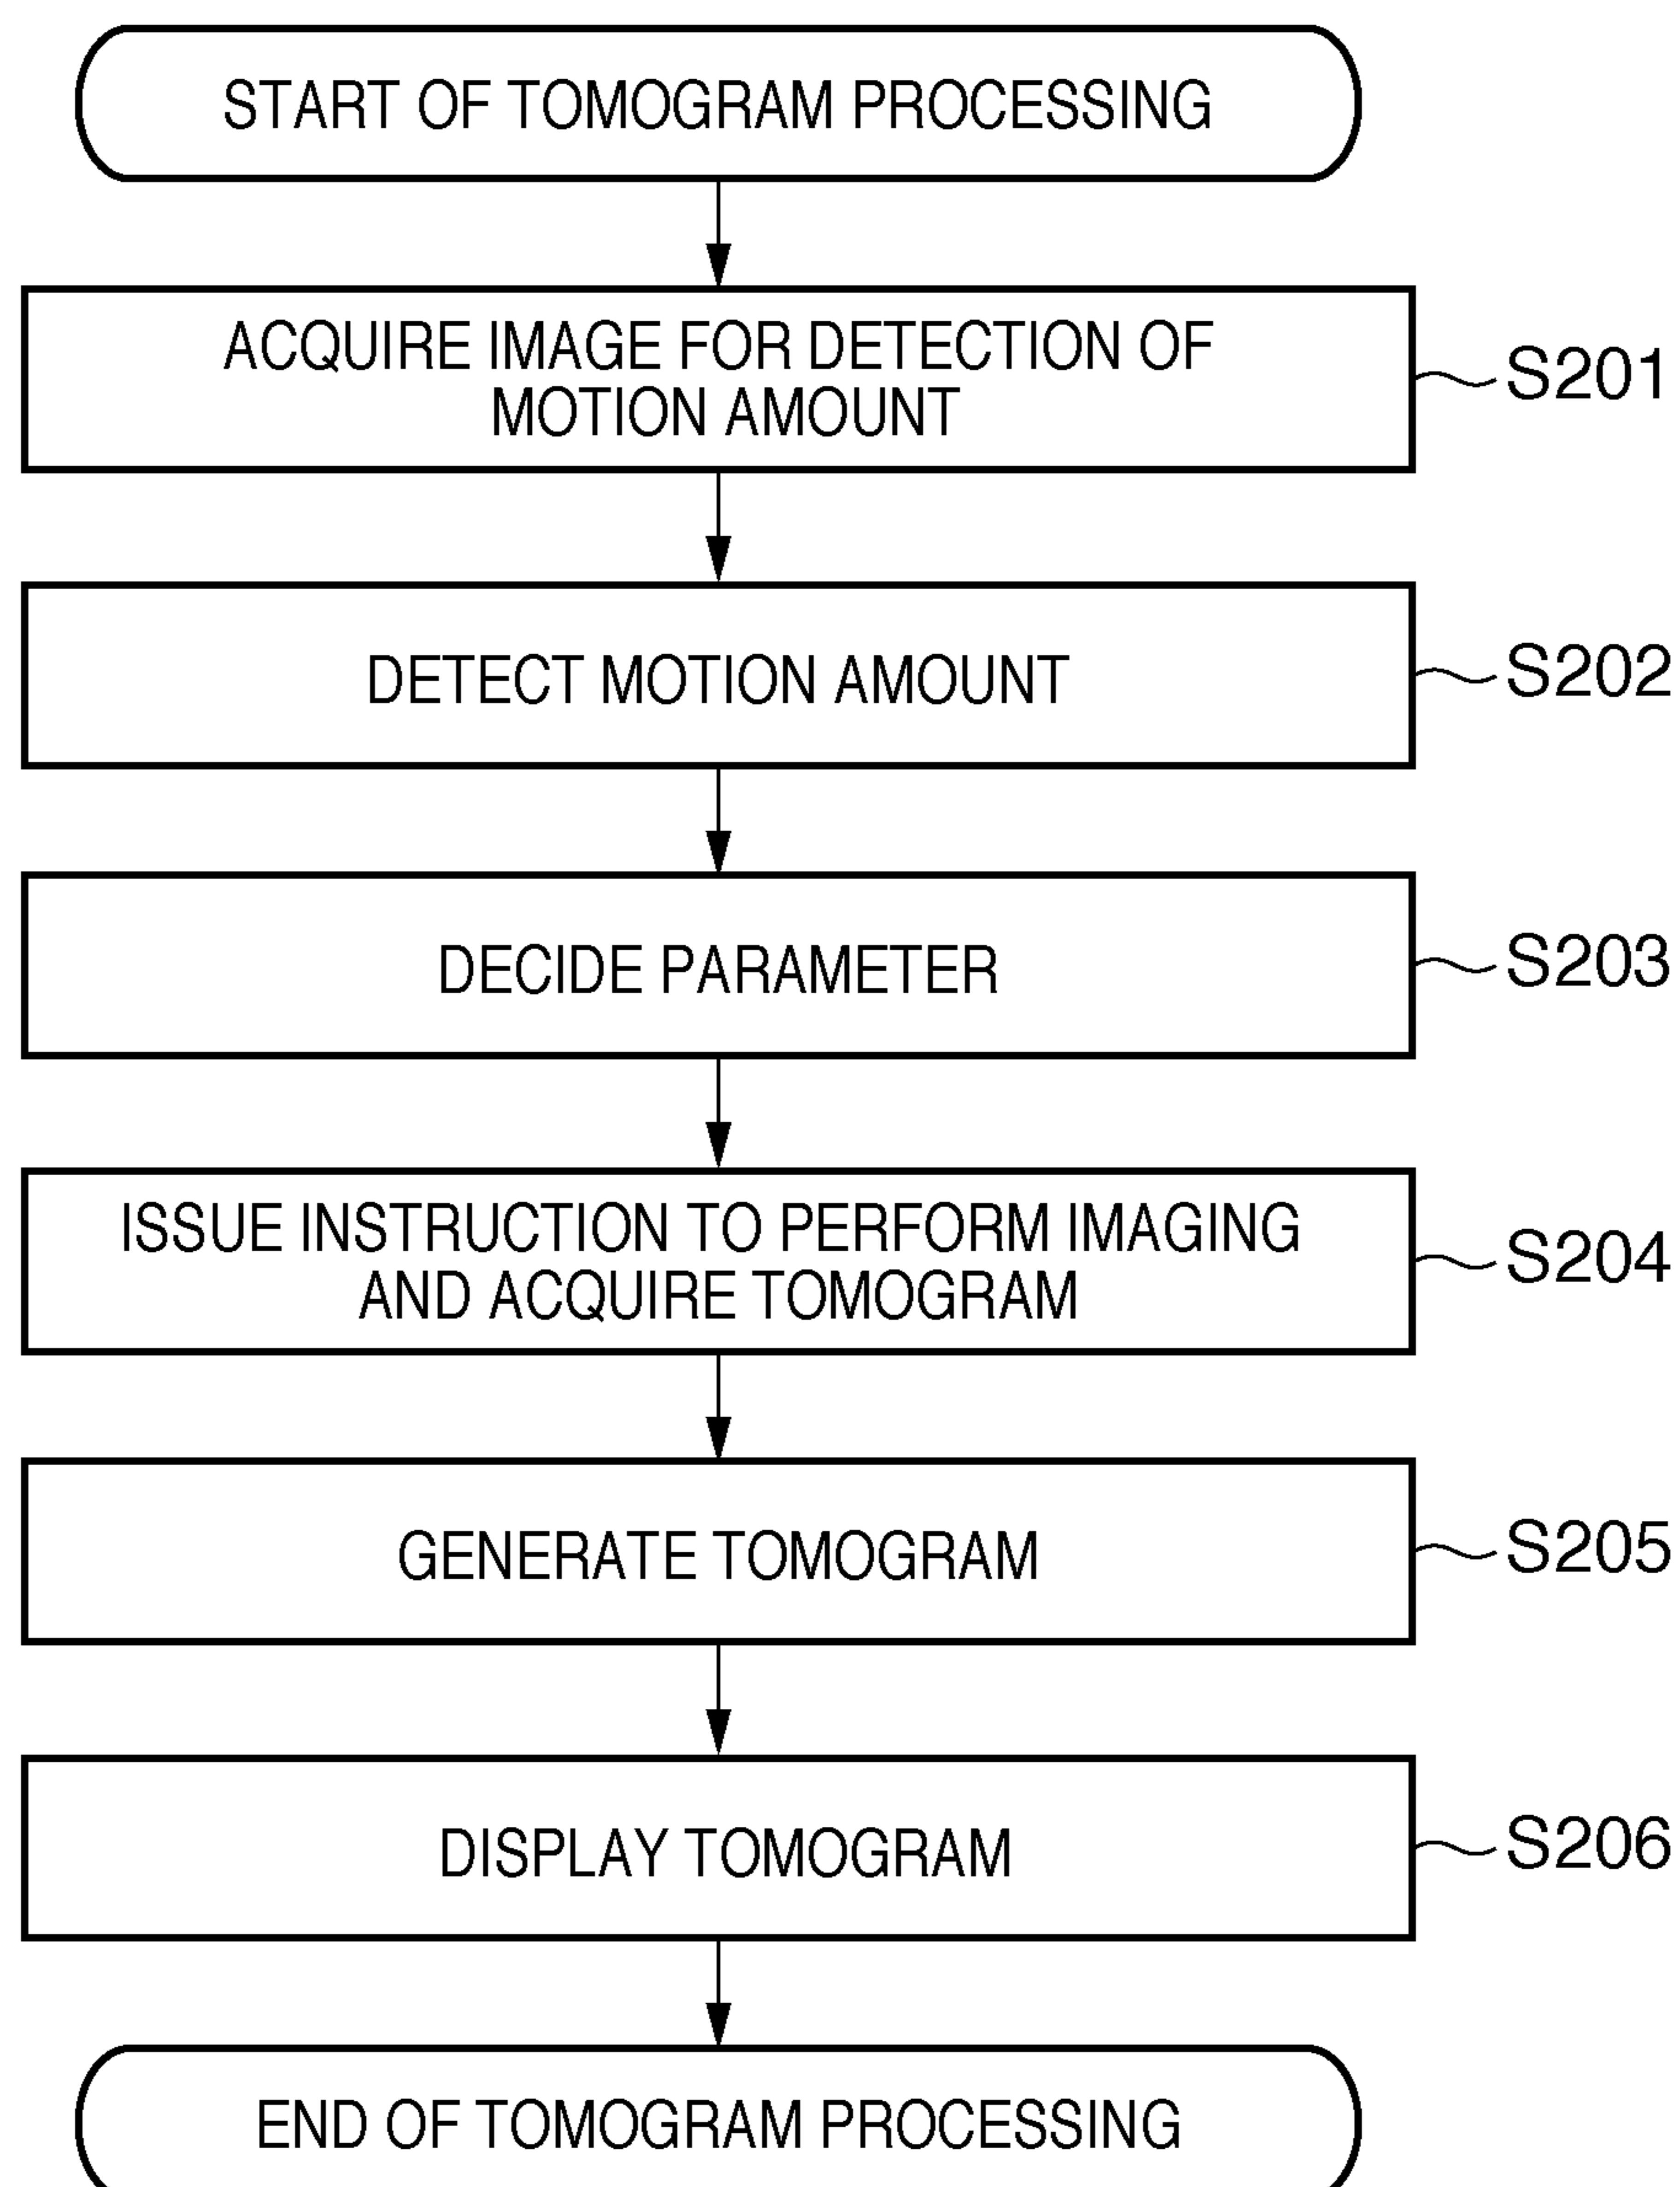 START OF TOMOGRAM PROCESSING
ACQUIRE IMAGE FOR DETECTION OF
MOTION AMOUNT
S201
DETECT MOTION AMOUNT
S202
DECIDE PARAMETER
S203
ISSUE INSTRUCTION TO PERFORM IMAGING
AND ACQUIRE TOMOGRAM
S204
GENERATE TOMOGRAM
S205
DISPLAY TOMOGRAM
S206
END OF TOMOGRAM PROCESSING